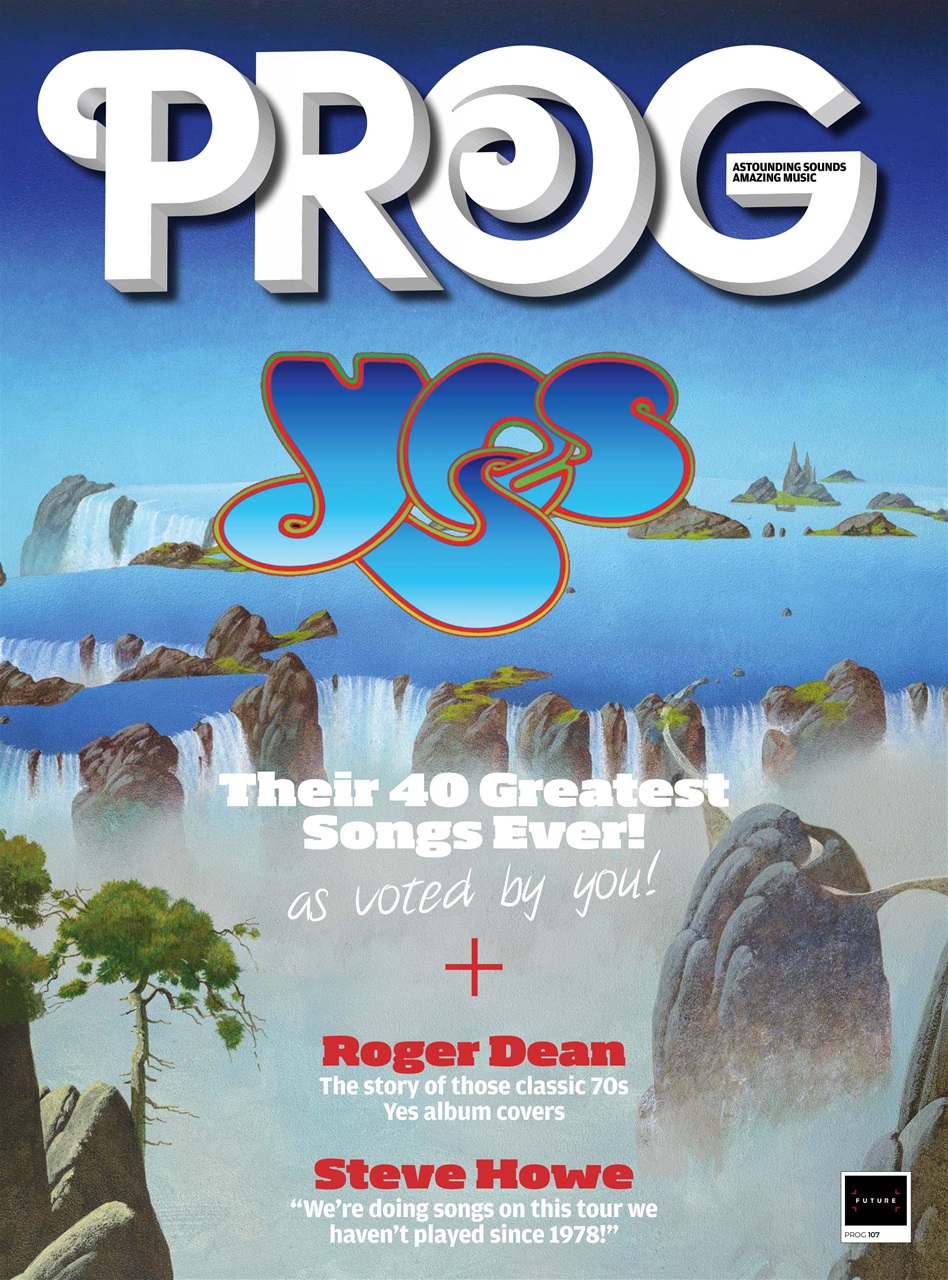 PROG
ASTOUNDING SOUNDS
AMAZING MUSIC
yes
Their 40 Greatest
Songs Ever!
as voted by you!
+
Roger Dean
The story of those classic 70s
Yes album covers
Steve Howe
“We’re doing songs on this tour we
haven’t played since 1978!”
FUTURE
PROG 107